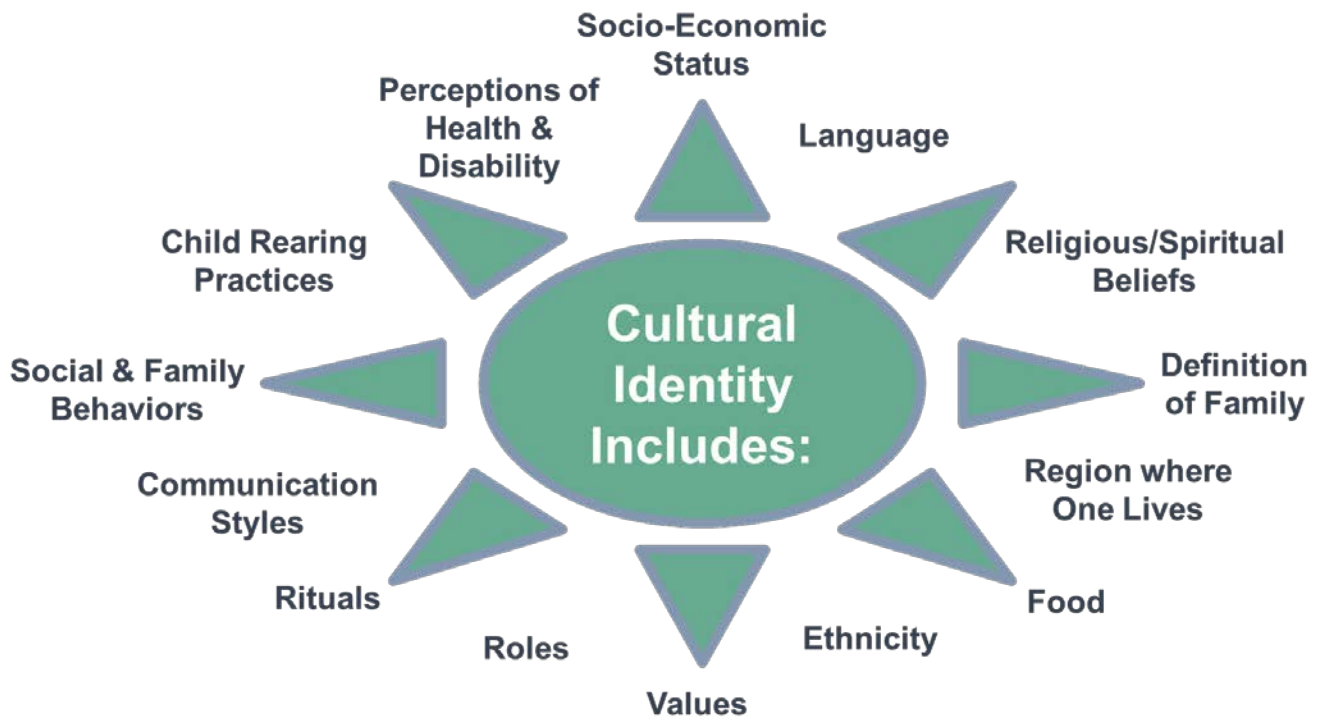 Socio-Economic
Status
Perceptions of
Health &
Disability
Language
Child Rearing
Practices
Religious/Spiritual
Beliefs
Cultural
Identity
Includes:
Social & Family
Behaviors
Definition
of Family
Communication
Styles
Region where
One Lives
Rituals
Food
Roles
Ethnicity
Values